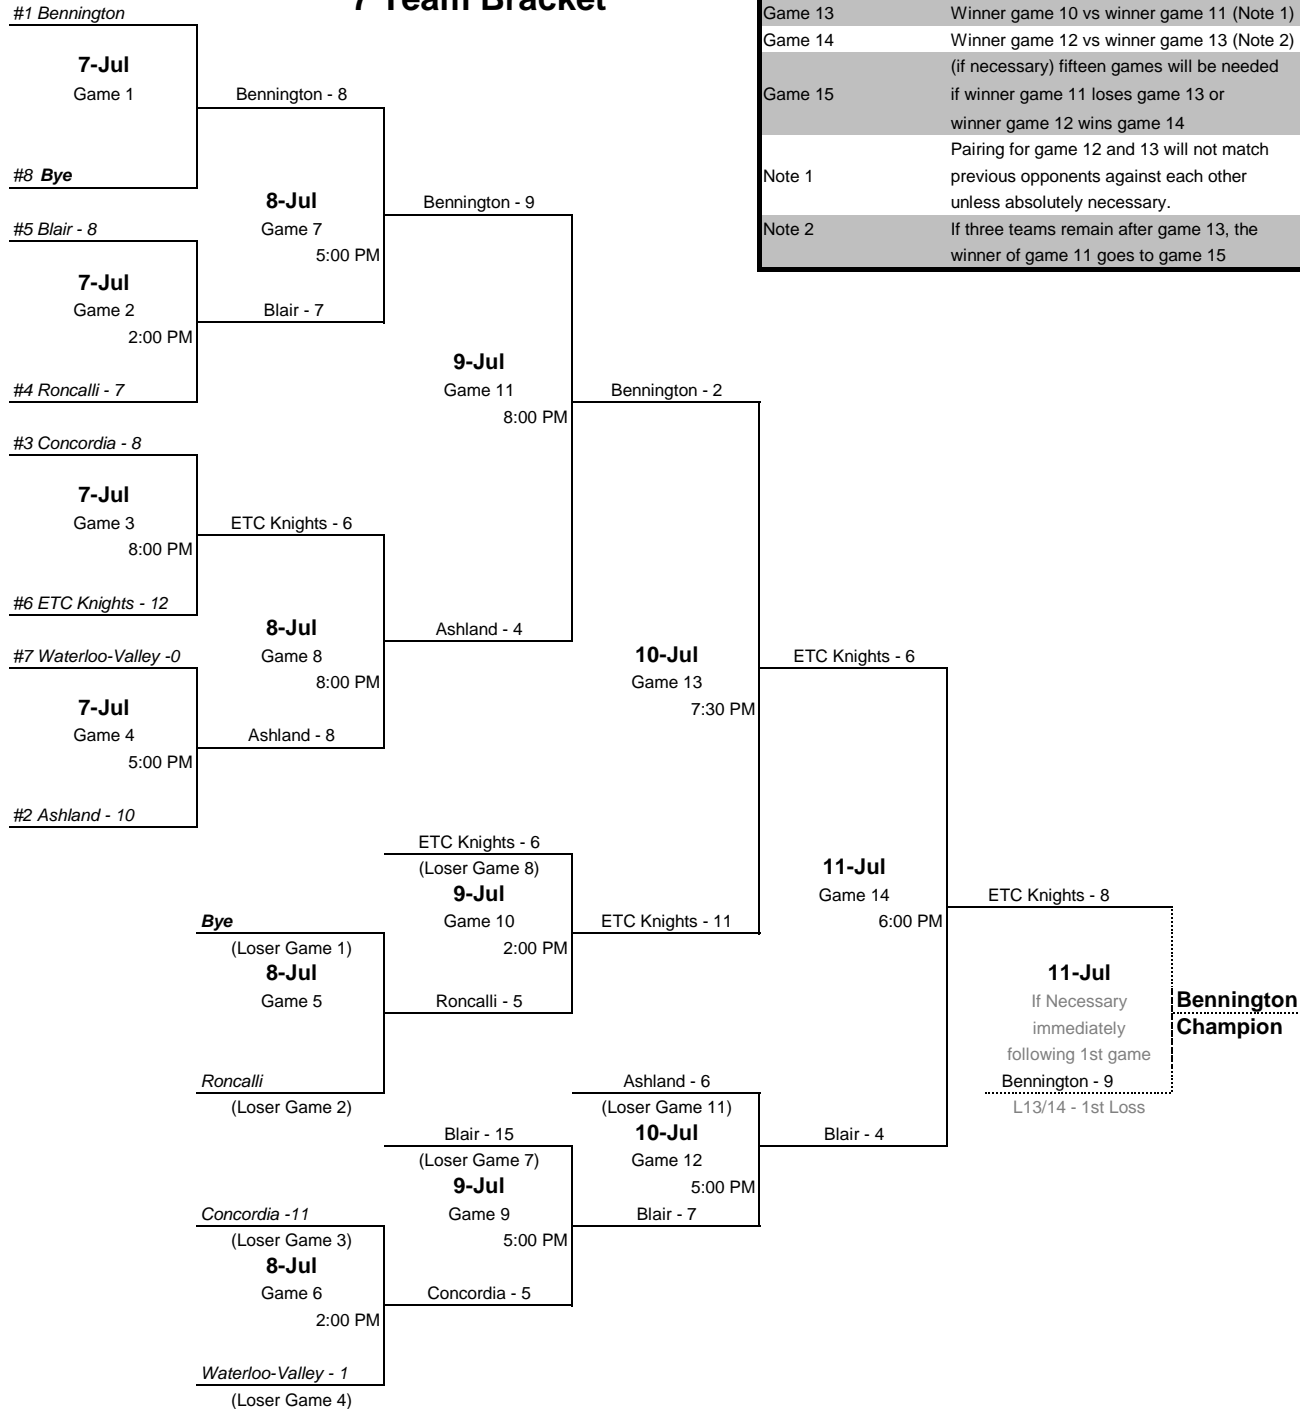 7 Team Bracket
Game 13 Winner game 10 vs winner game 11 (Note 1)
Game 14 Winner game 12 vs winner game 13 (Note 2)
(if necessary) fifteen games will be needed
Game 15 if winner game 11 loses game 13 or
winner game 12 wins game 14
Pairing for game 12 and 13 will not match
Note 1 previous opponents against each other
unless absolutely necessary.
Note 2 If three teams remain after game 13, the
winner of game 11 goes to game 15
#1 Bennington
7-Jul
Game 1
#8 Bye
Bennington - 8
8-Jul
Game 7
5:00 PM
Blair - 7
#5 Blair - 8
7-Jul
Game 2
2:00 PM
#4 Roncalli - 7
Bennington - 9
9-Jul
Game 11
8:00 PM
Ashland - 4
#3 Concordia - 8
7-Jul
Game 3
8:00 PM
#6 ETC Knights - 12
ETC Knights - 6
8-Jul
Game 8
8:00 PM
Ashland - 8
#7 Waterloo-Valley -0
7-Jul
Game 4
5:00 PM
#2 Ashland - 10
Bennington - 2
10-Jul
Game 13
7:30 PM
ETC Knights - 11
ETC Knights - 6
(Loser Game 8)
9-Jul
Game 10
2:00 PM
Roncalli - 5
Bye
(Loser Game 1)
8-Jul
Game 5
Roncalli
(Loser Game 2)
ETC Knights - 6
11-Jul
Game 14
6:00 PM
Blair - 4
Ashland - 6
(Loser Game 11)
10-Jul
Game 12
5:00 PM
Blair - 7
Blair - 15
(Loser Game 7)
9-Jul
Game 9
5:00 PM
Concordia - 5
Concordia -11
(Loser Game 3)
8-Jul
Game 6
2:00 PM
Waterloo-Valley - 1
(Loser Game 4)
ETC Knights - 8
11-Jul
If Necessary
immediately
following 1st game
Bennington - 9
L13/14 - 1st Loss
Bennington
Champion